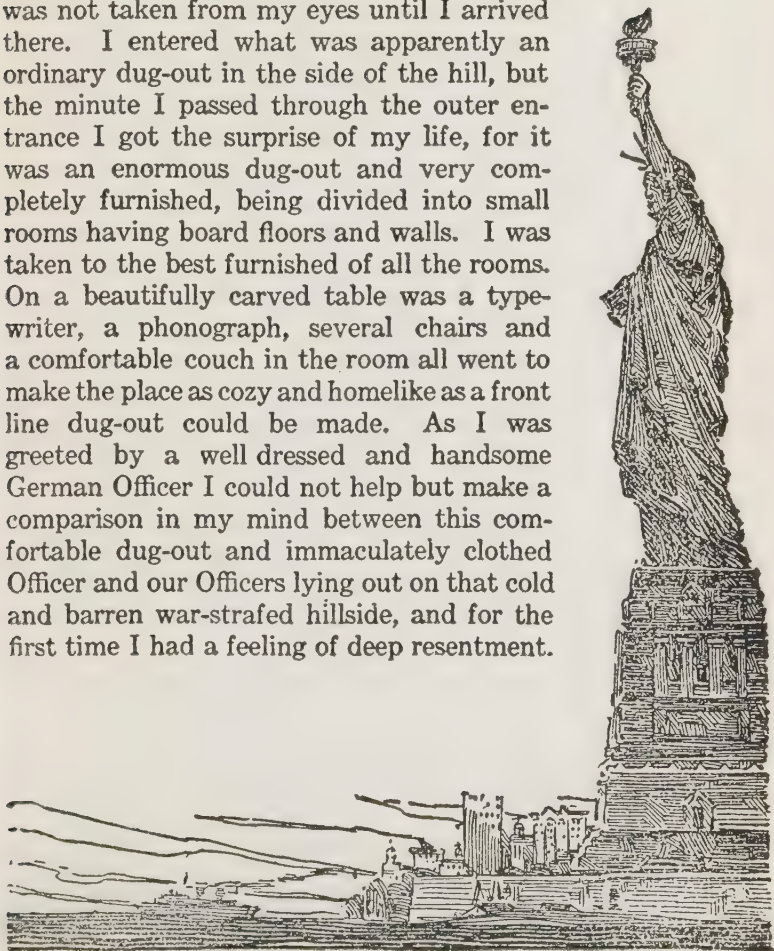 was not taken from my eyes until I arrived
there. I entered what was apparently an
ordinary dug-out in the side of the hill, but
the minute I passed through the outer en-
trance I got the surprise of my life, for it
was an enormous dug-out and very com-
pletely furnished, being divided into small
rooms having board floors and walls. I was
taken to the best furnished of all the rooms.
On a beautifully carved table was a type-
writer, a phonograph, several chairs and
a comfortable couch in the room all went to
make the place as cozy and homelike as a front
line dug-out could be made. As I was
greeted by a well dressed and handsome
German Officer I could not help but make a
comparison in my mind between this com-
fortable dug-out and immaculately clothed
Officer and our Officers lying out on that cold
and barren war-strafed hillside, and for the
first time I had a feeling of deep resentment.